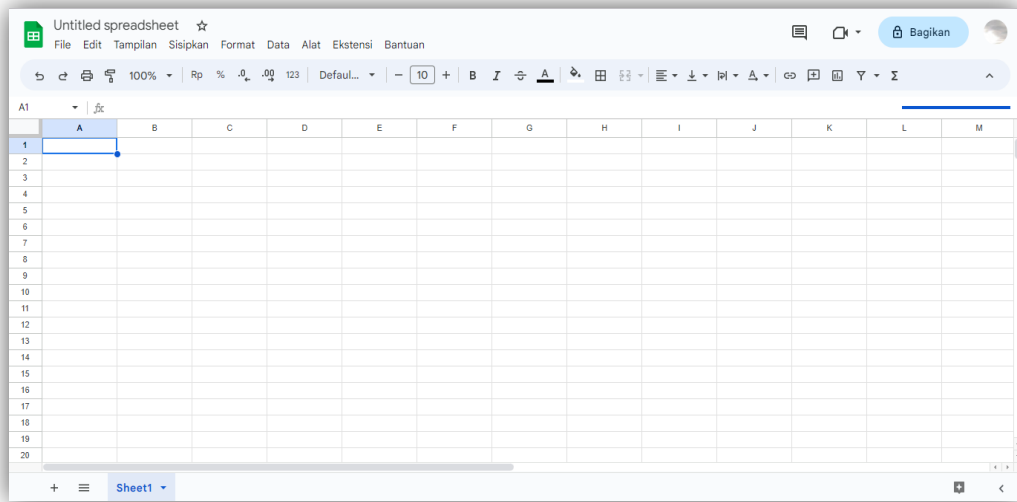 Untitled spreadsheet
File Edit Tampilan Sisipkan Format Data Alat Ekstensi Bantuan
Bagikan
100% Rp % .0 .00 123 Defaul... 10 B I A A Σ
A1 fx
A B C D E F G H I J K L M
1
2
3
4
5
6
7
8
9
10
11
12
13
14
15
16
17
18
19
20
Sheet1